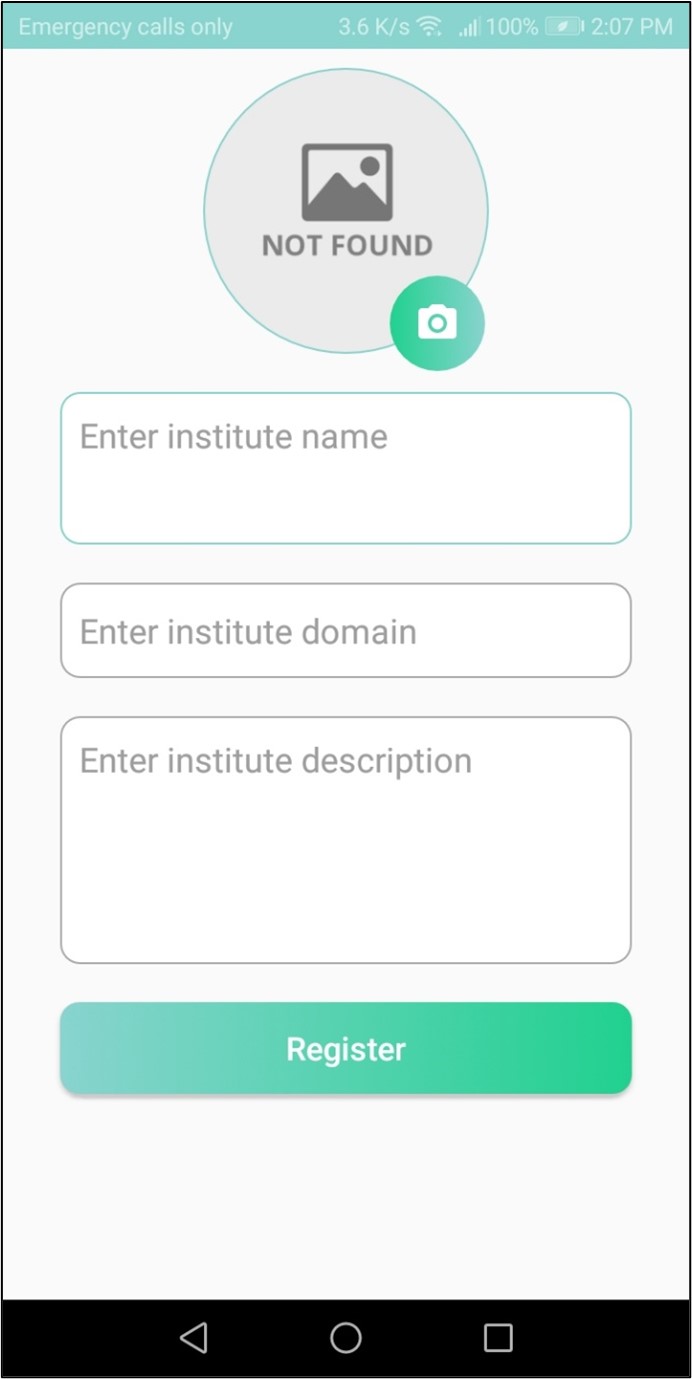 Emergency calls only 3.6 K/s 100% 2:07 PM
NOT FOUND
Enter institute name
Enter institute domain
Enter institute description
Register